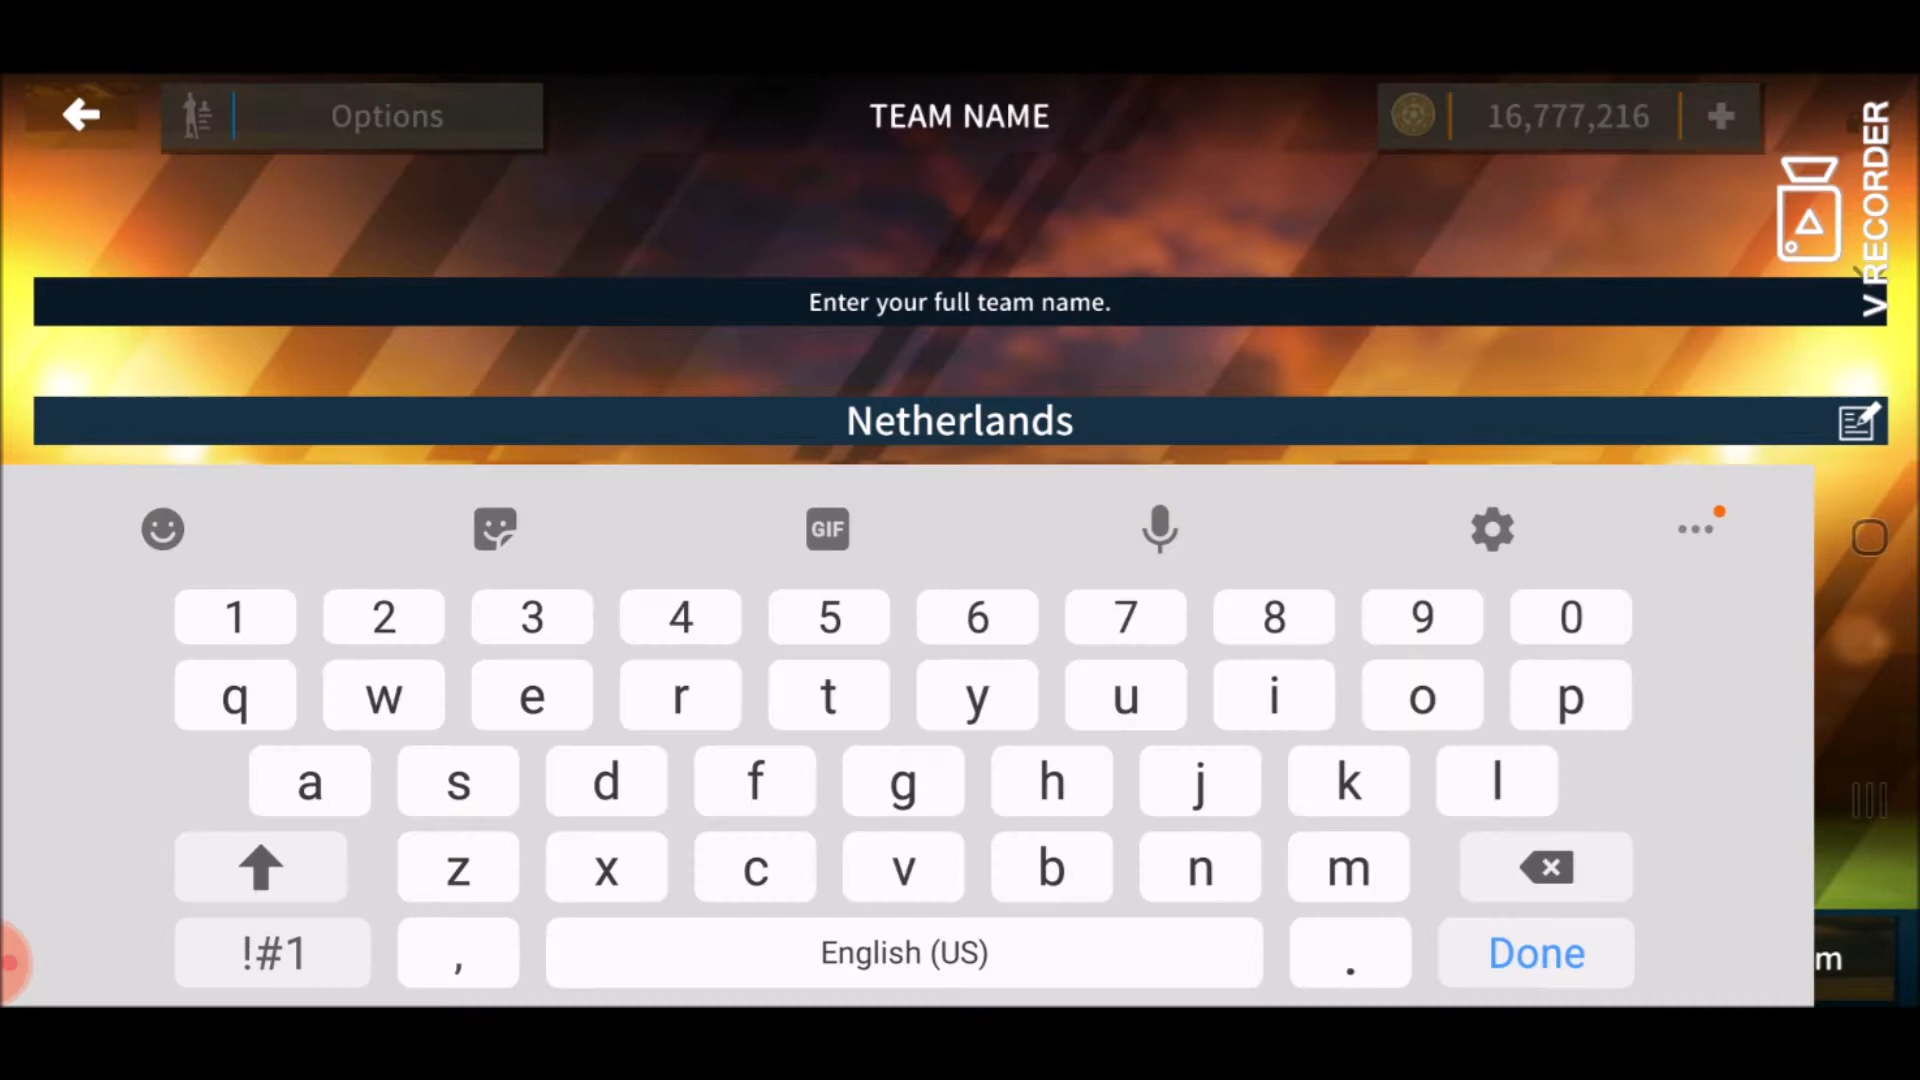 Options
TEAM NAME
16,777,216
V RECORDER
Enter your full team name.
Netherlands
GIF
1 2 3 4 5 6 7 8 9 0
q w e r t y u i o p
a s d f g h j k l
z x c v b n m
!#1 , English (US) . Done
m